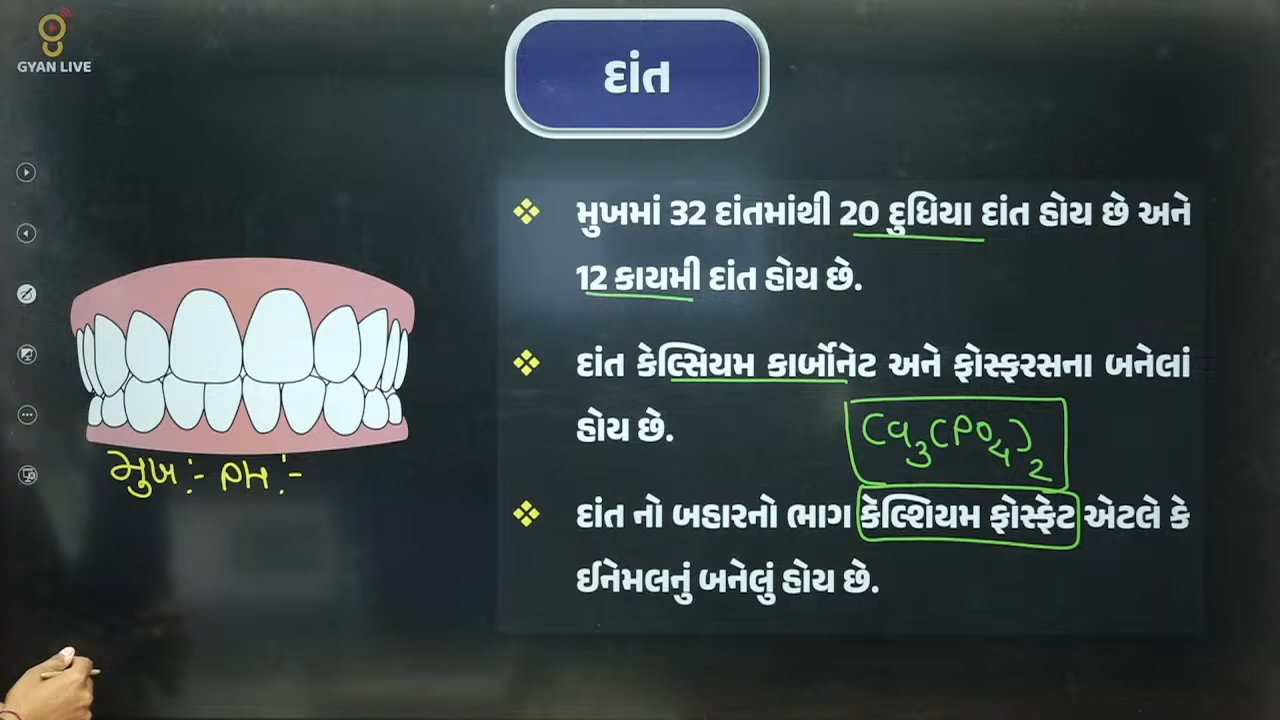 GYAN LIVE
દાંત
મુખમાં 32 દાંતમાંથી 20 દુધિયા દાંત હોય છે અને
12 કાયમી દાંત હોય છે.
દાંત કેલ્સિયમ કાર્બોનેટ અને ફોસ્ફરસના બનેલાં
હોય છે.
Ca3(PO4)2
મુખ :- PH :-
દાંત નો બહારનો ભાગ કેલ્શિયમ ફોસ્ફેટ એટલે કે
ઈનેમલનું બનેલું હોય છે.